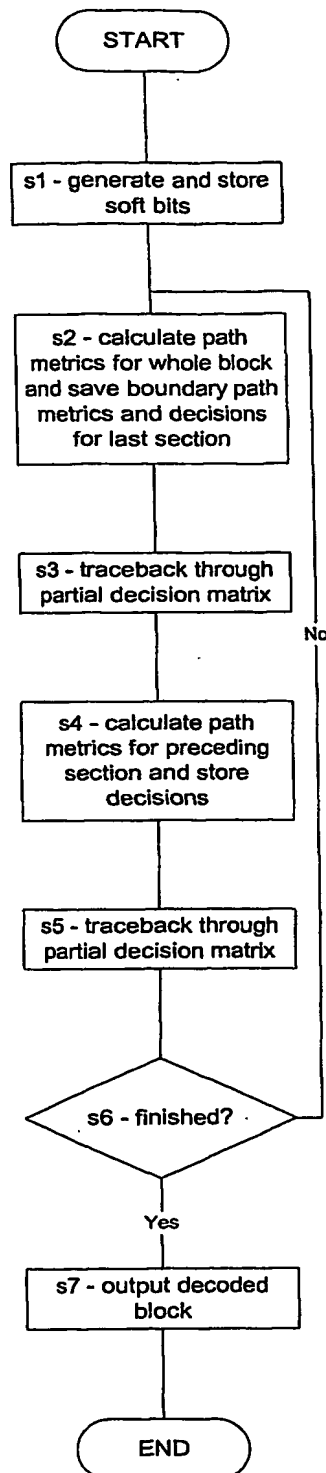 START
s1 - generate and store
soft bits
s2 - calculate path
metrics for whole block
and save boundary path
metrics and decisions
for last section
s3 - traceback through
partial decision matrix
No
s4 - calculate path
metrics for preceding
section and store
decisions
s5 - traceback through
partial decision matrix
s6 - finished?
Yes
s7 - output decoded
block
END